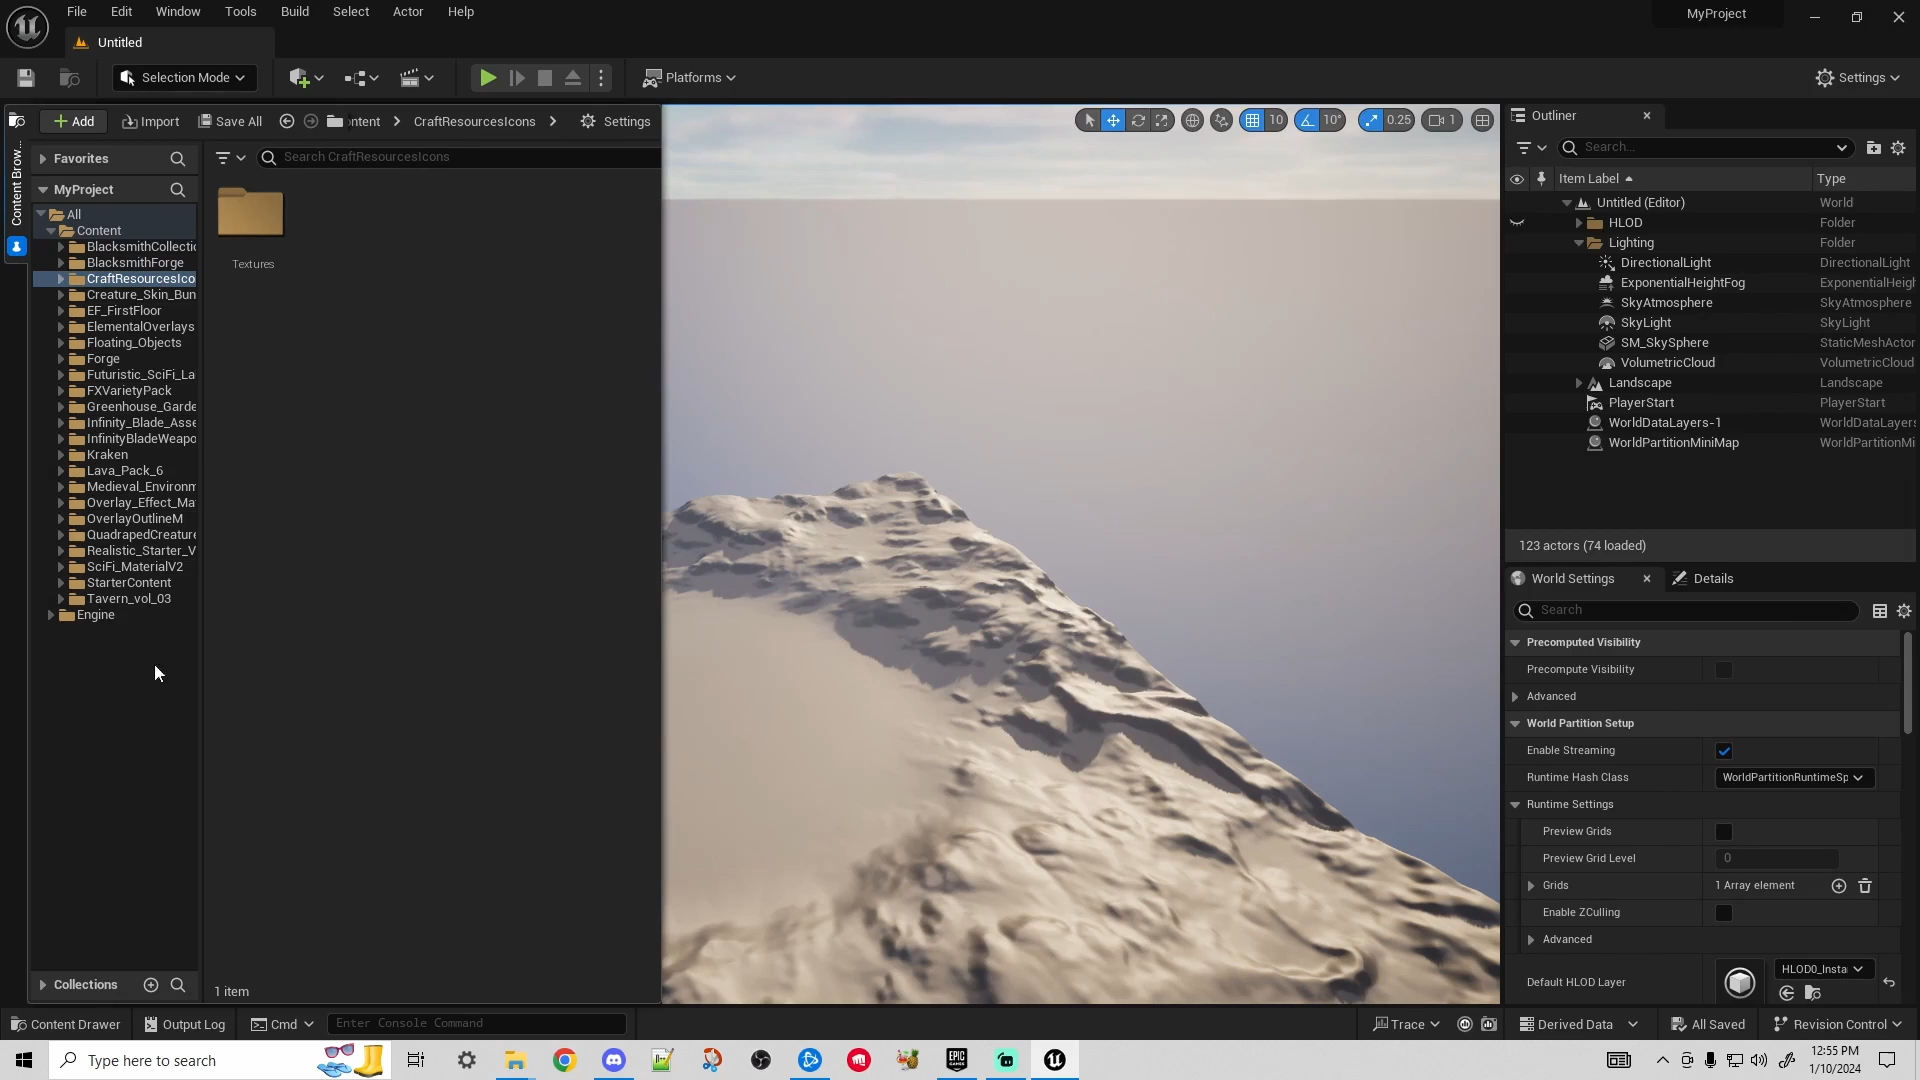 File Edit Window Tools Build Select Actor Help
MyProject
Untitled
Selection Mode
Platforms
Settings
Content Brow...
Add
Import
Save All
ntent
CraftResourcesIcons
Settings
10
10°
0.25
1
Favorites
Search CraftResourcesIcons
MyProject
All
Content
BlacksmithCollectio
BlacksmithForge
CraftResourcesIco
Creature_Skin_Bun
EF_FirstFloor
ElementalOverlays
Floating_Objects
Forge
Futuristic_SciFi_La
FXVarietyPack
Greenhouse_Garde
Infinity_Blade_Asse
InfinityBladeWeapo
Kraken
Lava_Pack_6
Medieval_Environm
Overlay_Effect_Ma
OverlayOutlineM
QuadrapedCreature
Realistic_Starter_V
SciFi_MaterialV2
StarterContent
Tavern_vol_03
Engine
Textures
Collections
1 item
Outliner
Search...
Item Label
Type
Untitled (Editor) World
HLOD Folder
Lighting Folder
DirectionalLight DirectionalLight
ExponentialHeightFog ExponentialHeigh
SkyAtmosphere SkyAtmosphere
SkyLight SkyLight
SM_SkySphere StaticMeshActor
VolumetricCloud VolumetricCloud
Landscape Landscape
PlayerStart PlayerStart
WorldDataLayers-1 WorldDataLayers
WorldPartitionMiniMap WorldPartitionMi
123 actors (74 loaded)
World Settings
Details
Search
Precomputed Visibility
Precompute Visibility
Advanced
World Partition Setup
Enable Streaming
Runtime Hash Class WorldPartitionRuntimeSp
Runtime Settings
Preview Grids
Preview Grid Level 0
Grids 1 Array element
Enable ZCulling
Advanced
Default HLOD Layer HLOD0_Insta
Content Drawer
Output Log
Cmd
Enter Console Command
Trace
Derived Data
All Saved
Revision Control
Type here to search
EPIC
GAMES
12:55 PM
1/10/2024